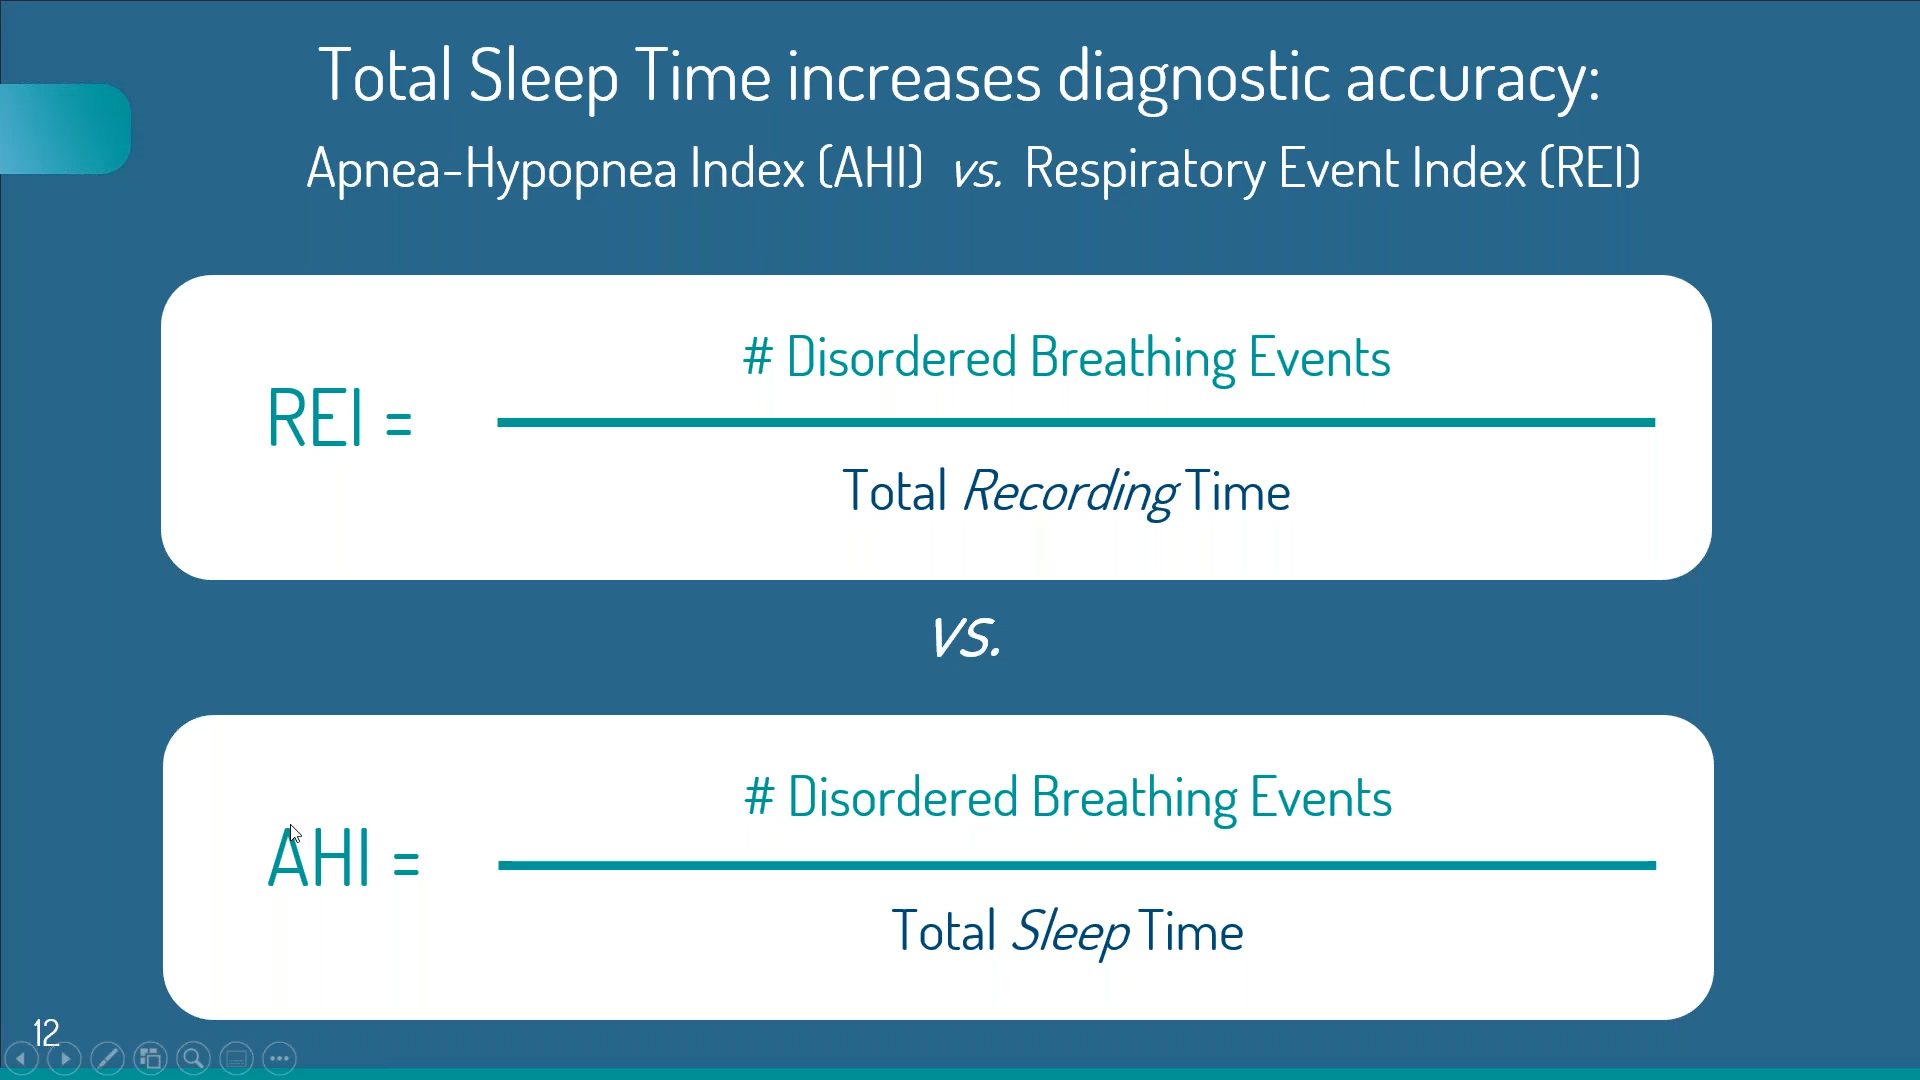 Total Sleep Time increases diagnostic accuracy:
Apnea-Hypopnea Index (AHI) vs. Respiratory Event Index (REI)
# Disordered Breathing Events
REI =
Total Recording Time
vs.
# Disordered Breathing Events
AHI =
Total Sleep Time
12